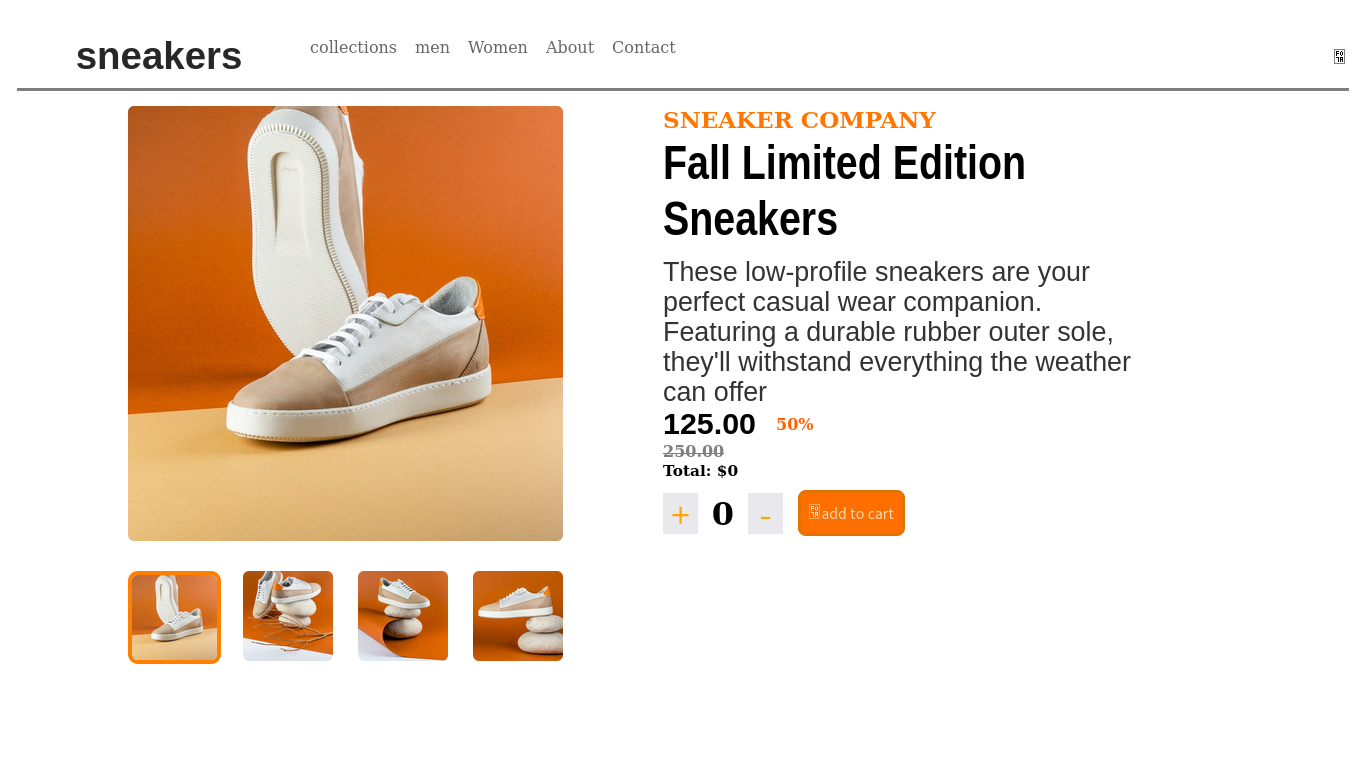 sneakers
collections men Women About Contact
SNEAKER COMPANY
Fall Limited Edition
Sneakers
These low-profile sneakers are your
perfect casual wear companion.
Featuring a durable rubber outer sole,
they'll withstand everything the weather
can offer
125.00 50%
250.00
Total: $0
+ 0 - add to cart